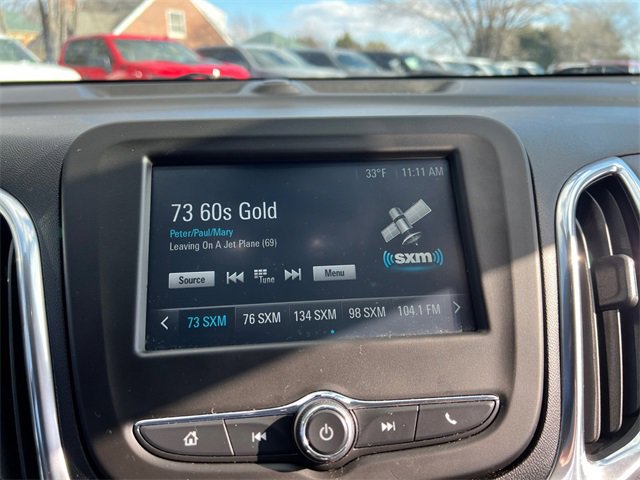 33°F 11:11 AM
73 60s Gold
Peter/Paul/Mary
Leaving On A Jet Plane (69)
sxm
Source Tune Menu
73 SXM 76 SXM 134 SXM 98 SXM 104.1 FM